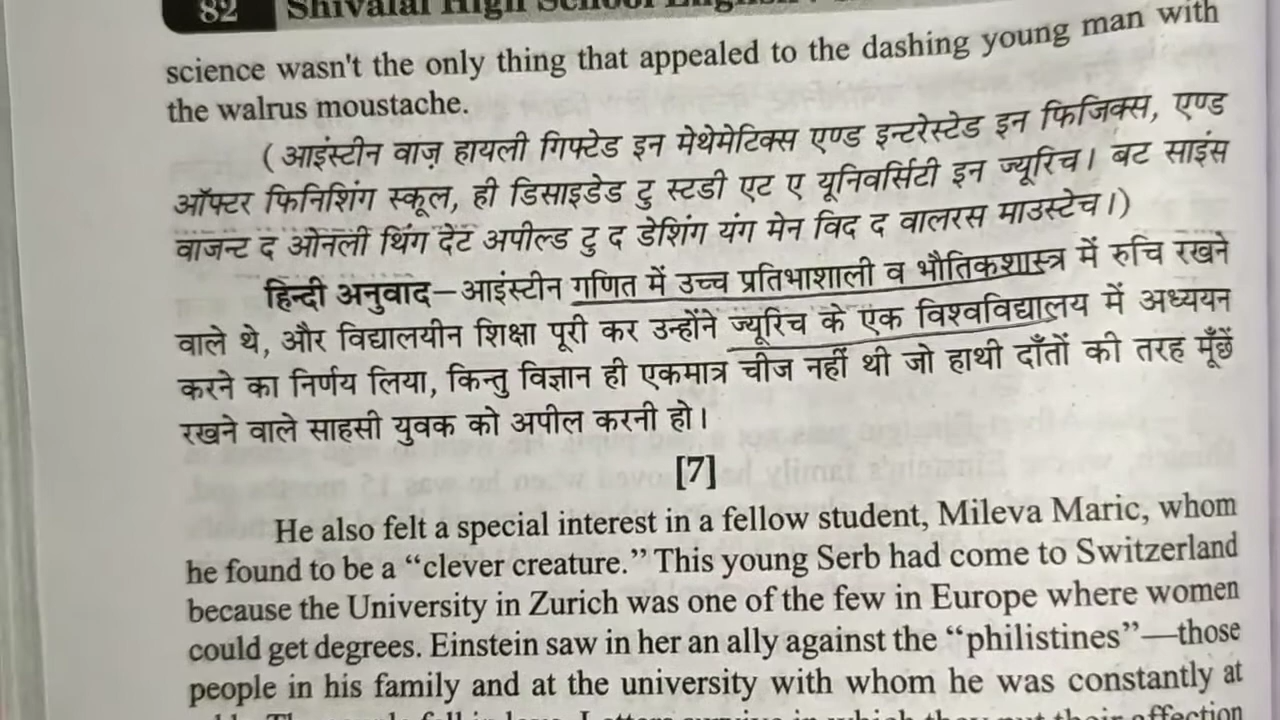 82 Shivalal High School English
science wasn't the only thing that appealed to the dashing young man with
the walrus moustache.
( आइंस्टीन वाज़ हायली गिफ्टेड इन मेथेमेटिक्स एण्ड इन्टरेस्टेड इन फिजिक्स, एण्ड
ऑफ्टर फिनिशिंग स्कूल, ही डिसाइडेड टु स्टडी एट ए यूनिवर्सिटी इन ज्यूरिच। बट साइंस
वाजन्ट द ओनली थिंग देट अपील्ड टु द डेशिंग यंग मेन विद द वालरस माउस्टेच।)
हिन्दी अनुवाद–आइंस्टीन गणित में उच्च प्रतिभाशाली व भौतिकशास्त्र में रुचि रखने
वाले थे, और विद्यालयीन शिक्षा पूरी कर उन्होंने ज्यूरिच के एक विश्वविद्यालय में अध्ययन
करने का निर्णय लिया, किन्तु विज्ञान ही एकमात्र चीज नहीं थी जो हाथी दाँतों की तरह मूँछें
रखने वाले साहसी युवक को अपील करनी हो।
[7]
He also felt a special interest in a fellow student, Mileva Maric, whom
he found to be a “clever creature.” This young Serb had come to Switzerland
because the University in Zurich was one of the few in Europe where women
could get degrees. Einstein saw in her an ally against the “philistines”—those
people in his family and at the university with whom he was constantly at